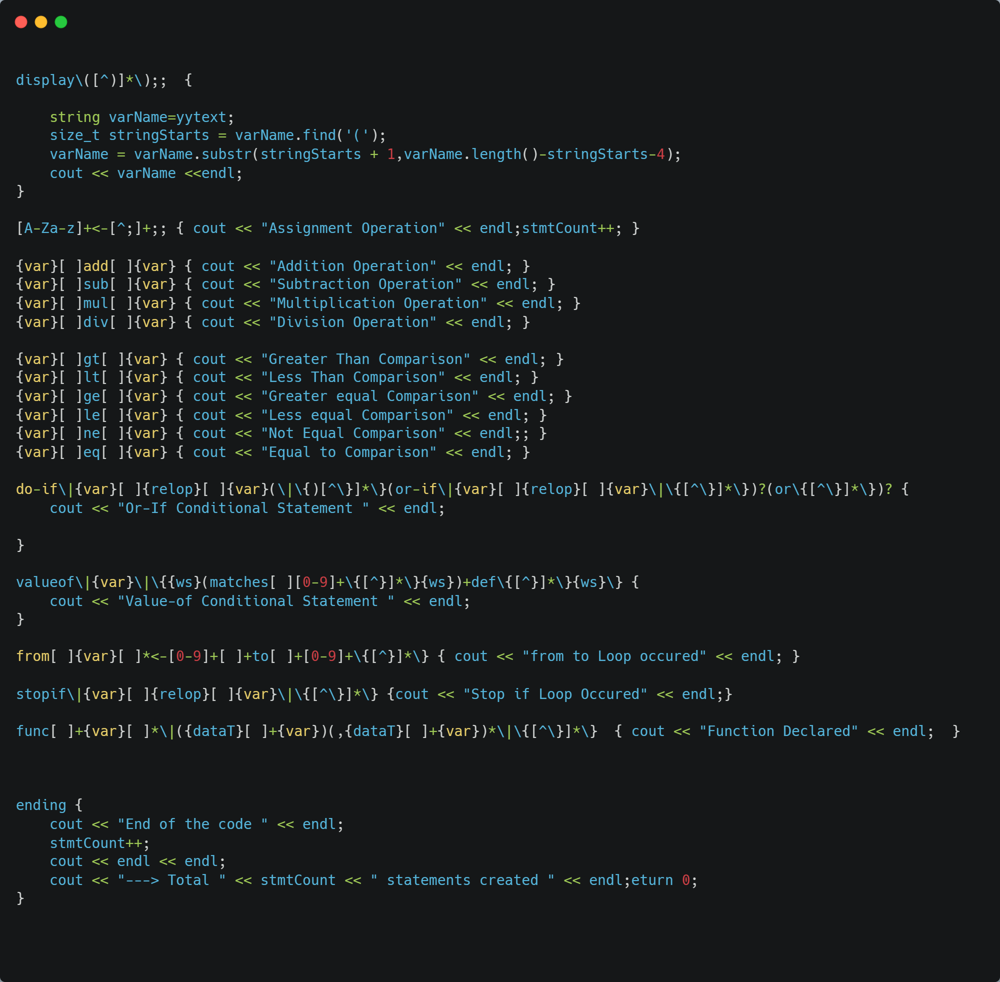 display\([^)]*\);;  {
    string varName=yytext;
    size_t stringStarts = varName.find('(');
    varName = varName.substr(stringStarts + 1,varName.length()-stringStarts-4);
    cout << varName <<endl;
}
[A-Za-z]+<-[^;]+;; { cout << "Assignment Operation" << endl;stmtCount++; }
{var}[ ]add[ ]{var} { cout << "Addition Operation" << endl; }
{var}[ ]sub[ ]{var} { cout << "Subtraction Operation" << endl; }
{var}[ ]mul[ ]{var} { cout << "Multiplication Operation" << endl; }
{var}[ ]div[ ]{var} { cout << "Division Operation" << endl; }
{var}[ ]gt[ ]{var} { cout << "Greater Than Comparison" << endl; }
{var}[ ]lt[ ]{var} { cout << "Less Than Comparison" << endl; }
{var}[ ]ge[ ]{var} { cout << "Greater equal Comparison" << endl; }
{var}[ ]le[ ]{var} { cout << "Less equal Comparison" << endl; }
{var}[ ]ne[ ]{var} { cout << "Not Equal Comparison" << endl;; }
{var}[ ]eq[ ]{var} { cout << "Equal to Comparison" << endl; }
do-if\|{var}[ ]{relop}[ ]{var}(\|\{)[^\}]*\}(or-if\|{var}[ ]{relop}[ ]{var}\|\{[^\}]*\})?(or\{[^\}]*\})? {
    cout << "Or-If Conditional Statement " << endl;
}
valueof\|{var}\|\{{ws}(matches[ ][0-9]+\{[^}]*\}{ws})+def\{[^}]*\}{ws}\} {
    cout << "Value-of Conditional Statement " << endl;
}
from[ ]{var}[ ]*<-[0-9]+[ ]+to[ ]+[0-9]+\{[^}]*\} { cout << "from to Loop occured" << endl; }
stopif\|{var}[ ]{relop}[ ]{var}\|\{[^\}]*\} {cout << "Stop if Loop Occured" << endl;}
func[ ]+{var}[ ]*\|({dataT}[ ]+{var})(,{dataT}[ ]+{var})*\|\{[^\}]*\}  { cout << "Function Declared" << endl;  }
ending {
    cout << "End of the code " << endl;
    stmtCount++;
    cout << endl << endl;
    cout << "---> Total " << stmtCount << " statements created " << endl;eturn 0;
}